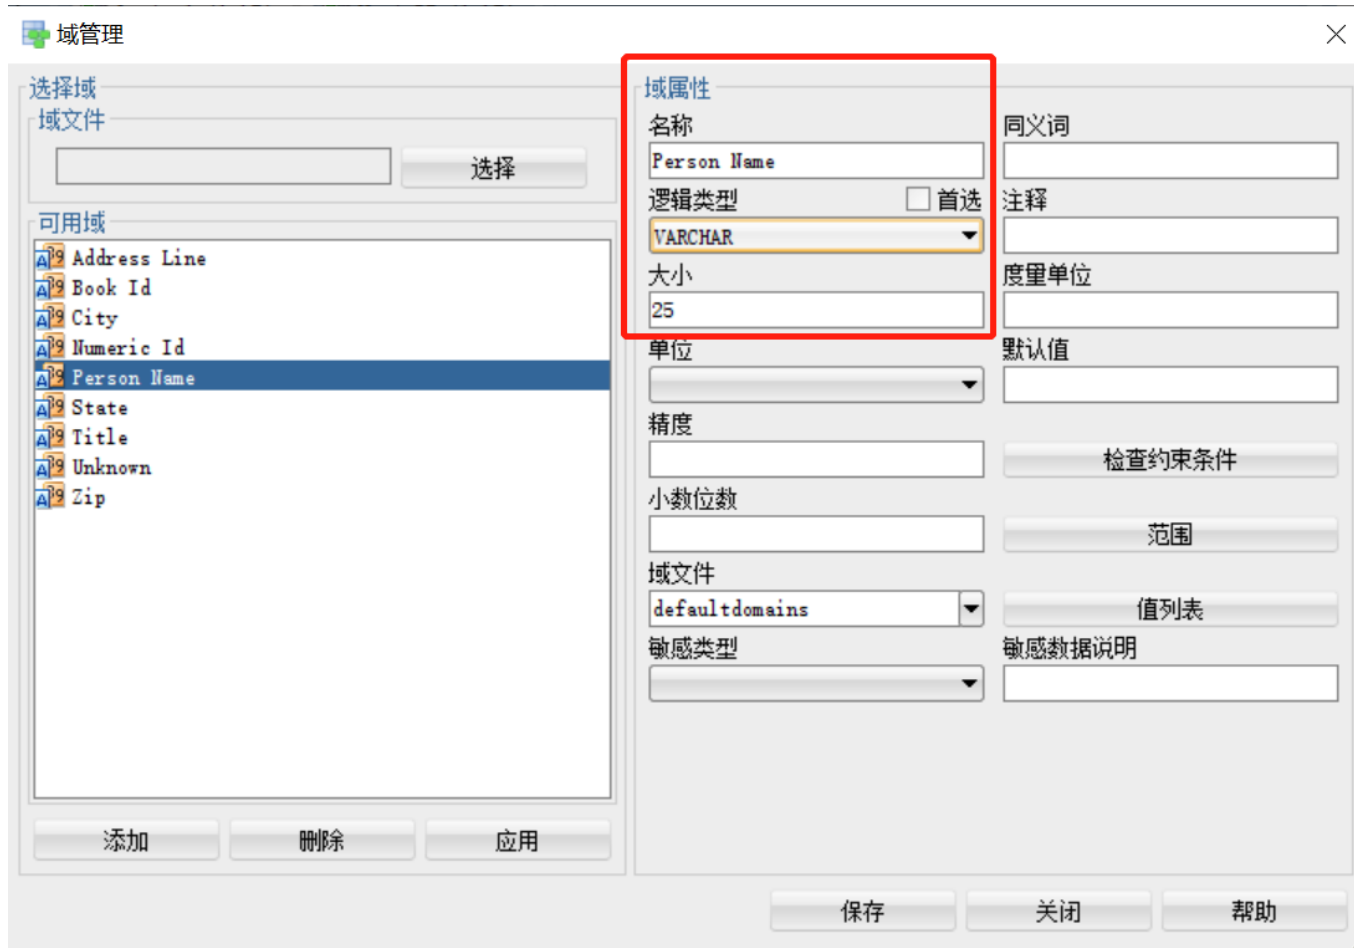 域管理
选择域
域文件
选择
可用域
Address Line
Book Id
City
Numeric Id
Person Name
State
Title
Unknown
Zip
添加
删除
应用
域属性
名称
同义词
Person Name
逻辑类型
首选
注释
VARCHAR
大小
度量单位
25
单位
默认值
精度
检查约束条件
小数位数
范围
域文件
defaultdomains
值列表
敏感类型
敏感数据说明
保存
关闭
帮助